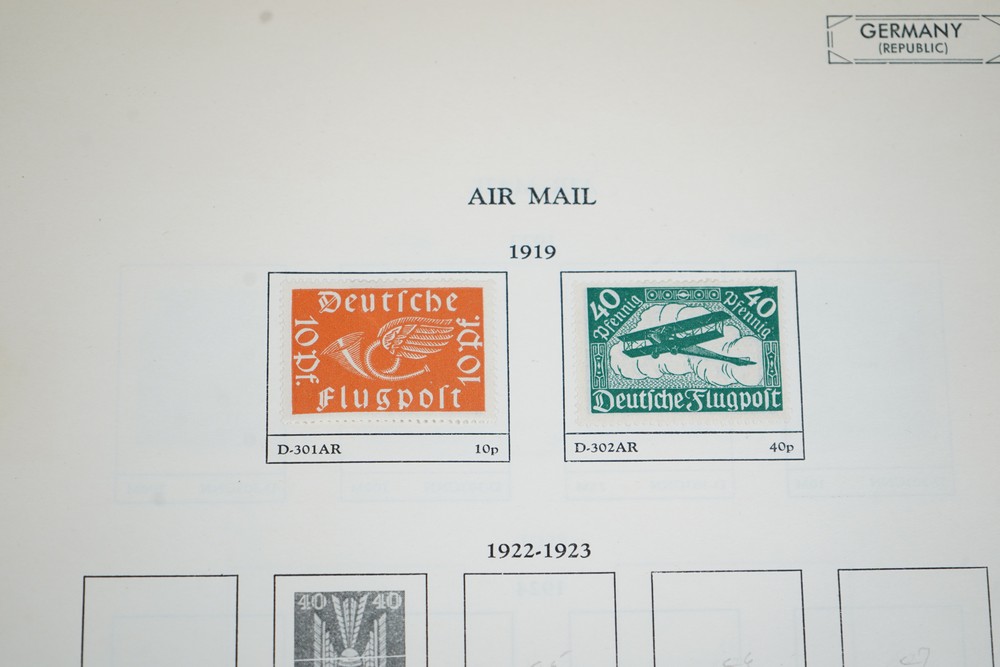 GERMANY
(REPUBLIC)
AIR MAIL
1919
Deutſche
10 Pf.
10 Pf.
Flugpoſt
40
40
Pfennig
Pfennig
Deutſche Flugpoſt
D-301AR 10p
D-302AR 40p
1922-1923
40 40